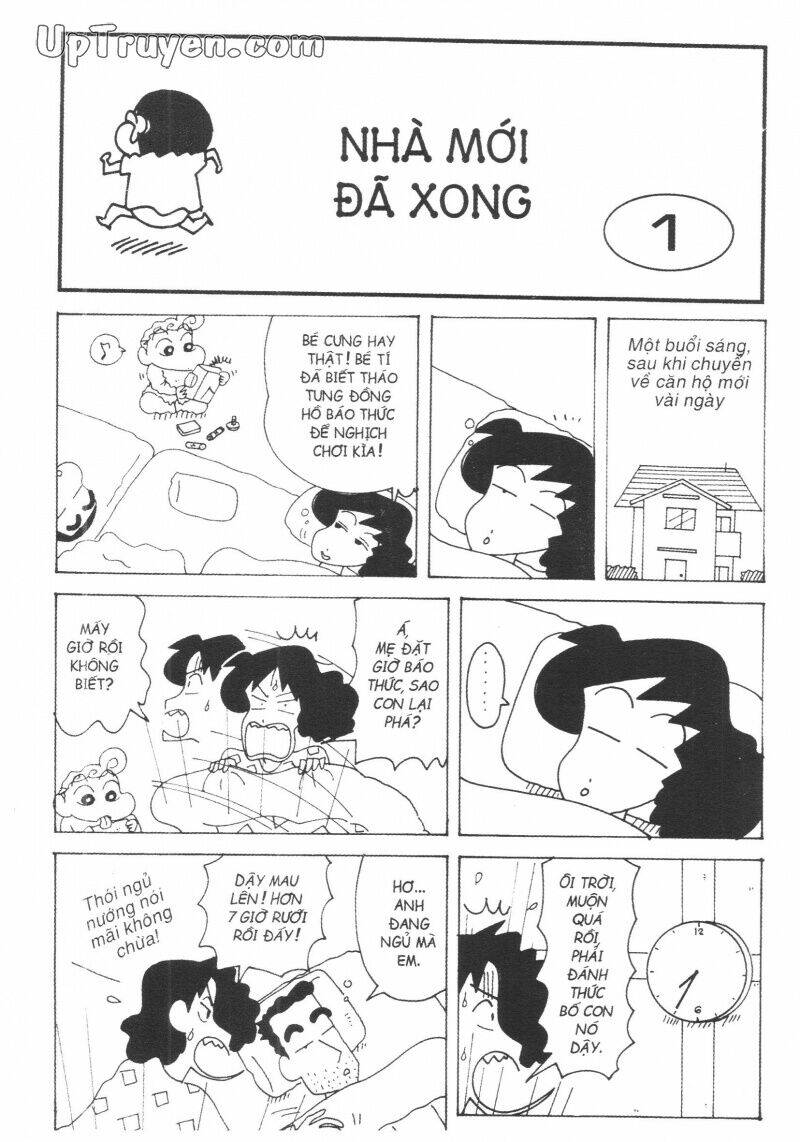 UpTruyen.com
NHÀ MỚI
ĐÃ XONG
1
Một buổi sáng,
sau khi chuyển
về căn hộ mới
vài ngày
BÉ CƯNG HAY
THẬT! BÉ TÍ
ĐÃ BIẾT THÁO
TUNG ĐỒNG
HỒ BÁO THỨC
ĐỂ NGHỊCH
CHƠI KÌA!
........
Á,
MẸ ĐẶT
GIỜ BÁO
THỨC, SAO
CON LẠI
PHÁ?
MẤY
GIỜ RỒI
KHÔNG
BIẾT?
12
6
ÔI TRỜI,
MUỘN
QUÁ
RỒI,
PHẢI
ĐÁNH
THỨC
BỐ CON
NÓ
DẬY.
HƠ...
ANH
ĐANG
NGỦ MÀ
EM.
DẬY MAU
LÊN! HƠN
7 GIỜ RƯỠI
RỒI ĐẤY!
Thói ngủ
nướng nói
mãi không
chừa!